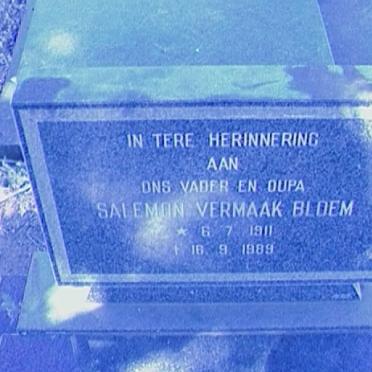 IN TERE HERINNERING
AAN
ONS VADER EN OUPA
SALEMON VERMAAK BLOEM
★ 6. 7. 1911
† 16. 9. 1989